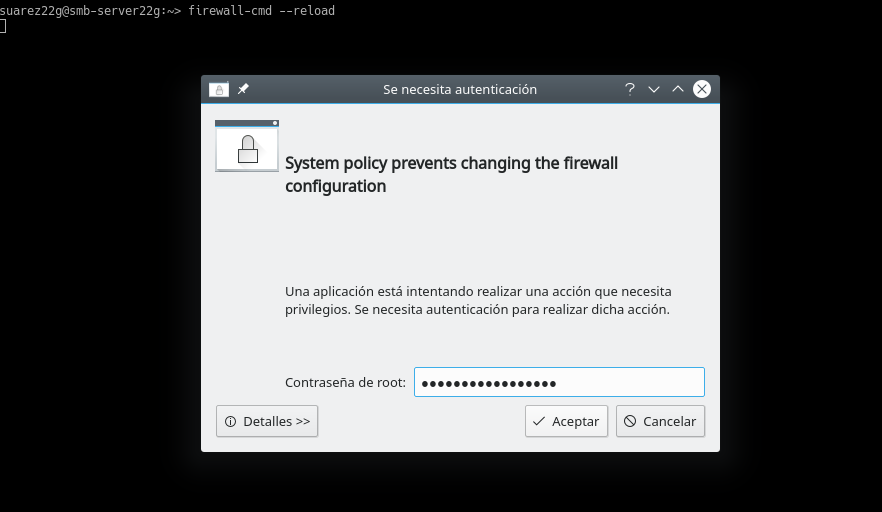 suarez22g@smb-server22g:~> firewall-cmd --reload
Se necesita autenticación
System policy prevents changing the firewall
configuration
Una aplicación está intentando realizar una acción que necesita
privilegios. Se necesita autenticación para realizar dicha acción.
Contraseña de root: ●●●●●●●●●●●●●●●●●
Detalles >>
Aceptar
Cancelar